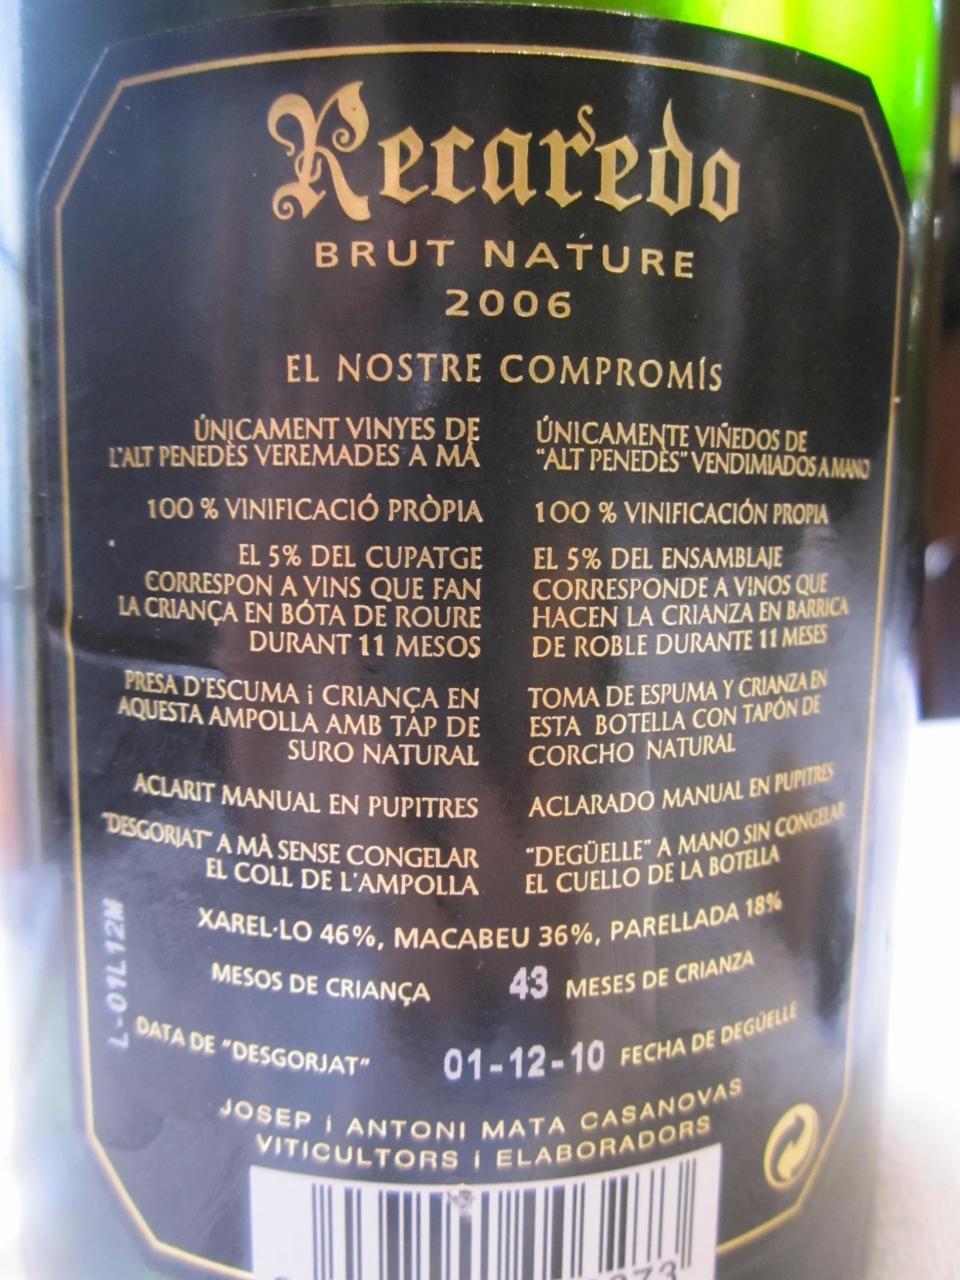 Recaredo
BRUT NATURE
2006
EL NOSTRE COMPROMÍS
ÚNICAMENT VINYES DE
L'ALT PENEDÈS VEREMADES A MÀ
100 % VINIFICACIÓ PRÒPIA
EL 5% DEL CUPATGE
CORRESPON A VINS QUE FAN
LA CRIANÇA EN BÓTA DE ROURE
DURANT 11 MESOS
PRESA D'ESCUMA i CRIANÇA EN
AQUESTA AMPOLLA AMB TAP DE
SURO NATURAL
ACLARIT MANUAL EN PUPITRES
"DESGORJAT" A MÀ SENSE CONGELAR
EL COLL DE L'AMPOLLA
ÚNICAMENTE VIÑEDOS DE
"ALT PENEDÈS" VENDIMIADOS A MANO
100 % VINIFICACIÓN PROPIA
EL 5% DEL ENSAMBLAJE
CORRESPONDE A VINOS QUE
HACEN LA CRIANZA EN BARRICA
DE ROBLE DURANTE 11 MESES
TOMA DE ESPUMA Y CRIANZA EN
ESTA BOTELLA CON TAPÓN DE
CORCHO NATURAL
ACLARADO MANUAL EN PUPITRES
"DEGÜELLE" A MANO SIN CONGELAR
EL CUELLO DE LA BOTELLA
XAREL·LO 46%, MACABEU 36%, PARELLADA 18%
MESOS DE CRIANÇA 43 MESES DE CRIANZA
DATA DE "DESGORJAT" 01-12-10 FECHA DE DEGÜELLE
L-01L12M
JOSEP i ANTONI MATA CASANOVAS
VITICULTORS i ELABORADORS